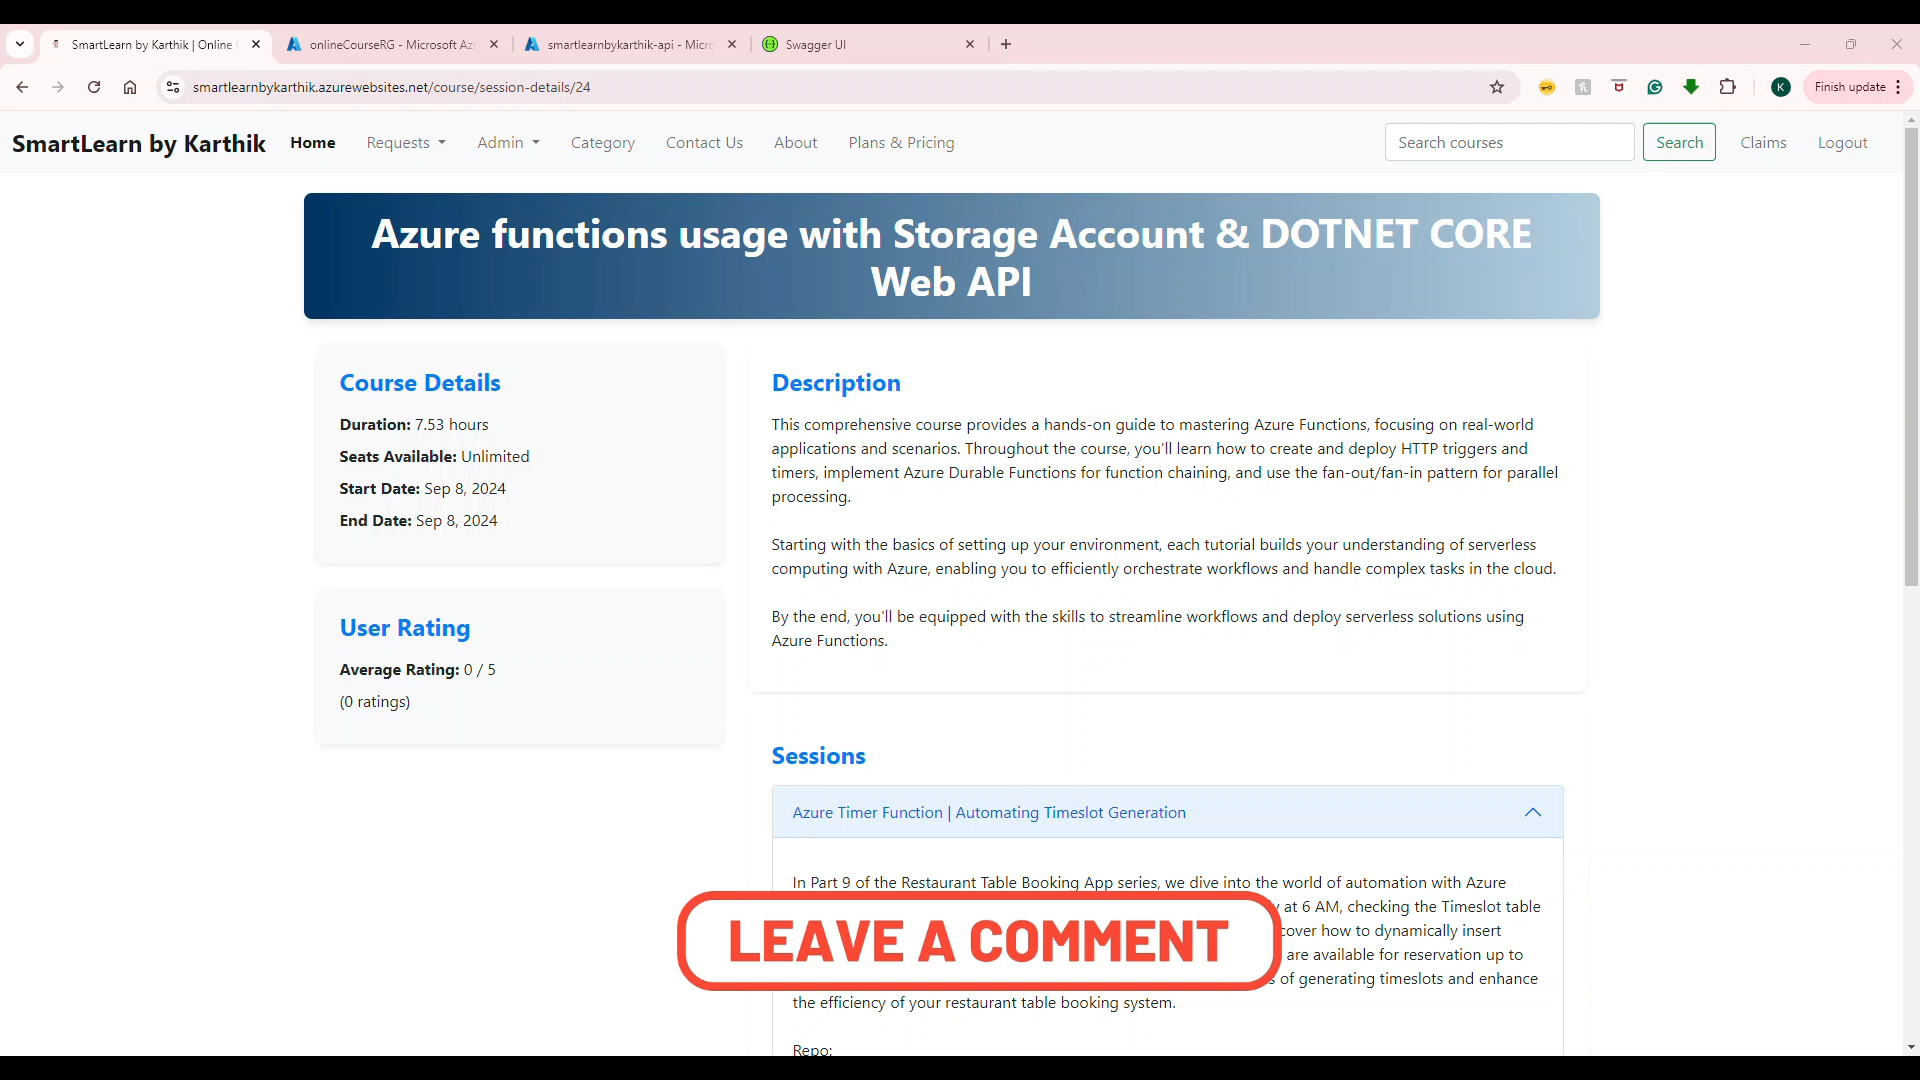 SmartLearn by Karthik | Online
onlineCourseRG - Microsoft Az
smartlearnbykarthik-api - Micro
Swagger UI
smartlearnbykarthik.azurewebsites.net/course/session-details/24
K
Finish update
SmartLearn by Karthik
Home
Requests
Admin
Category
Contact Us
About
Plans & Pricing
Search courses
Search
Claims
Logout
Azure functions usage with Storage Account & DOTNET CORE
Web API
Course Details
Duration: 7.53 hours
Seats Available: Unlimited
Start Date: Sep 8, 2024
End Date: Sep 8, 2024
User Rating
Average Rating: 0 / 5
(0 ratings)
Description
This comprehensive course provides a hands-on guide to mastering Azure Functions, focusing on real-world
applications and scenarios. Throughout the course, you'll learn how to create and deploy HTTP triggers and
timers, implement Azure Durable Functions for function chaining, and use the fan-out/fan-in pattern for parallel
processing.
Starting with the basics of setting up your environment, each tutorial builds your understanding of serverless
computing with Azure, enabling you to efficiently orchestrate workflows and handle complex tasks in the cloud.
By the end, you'll be equipped with the skills to streamline workflows and deploy serverless solutions using
Azure Functions.
Sessions
Azure Timer Function | Automating Timeslot Generation
In Part 9 of the Restaurant Table Booking App series, we dive into the world of automation with Azure
at 6 AM, checking the Timeslot table
how to dynamically insert
are available for reservation up to
of generating timeslots and enhance
the efficiency of your restaurant table booking system.
Repo:
LEAVE A COMMENT